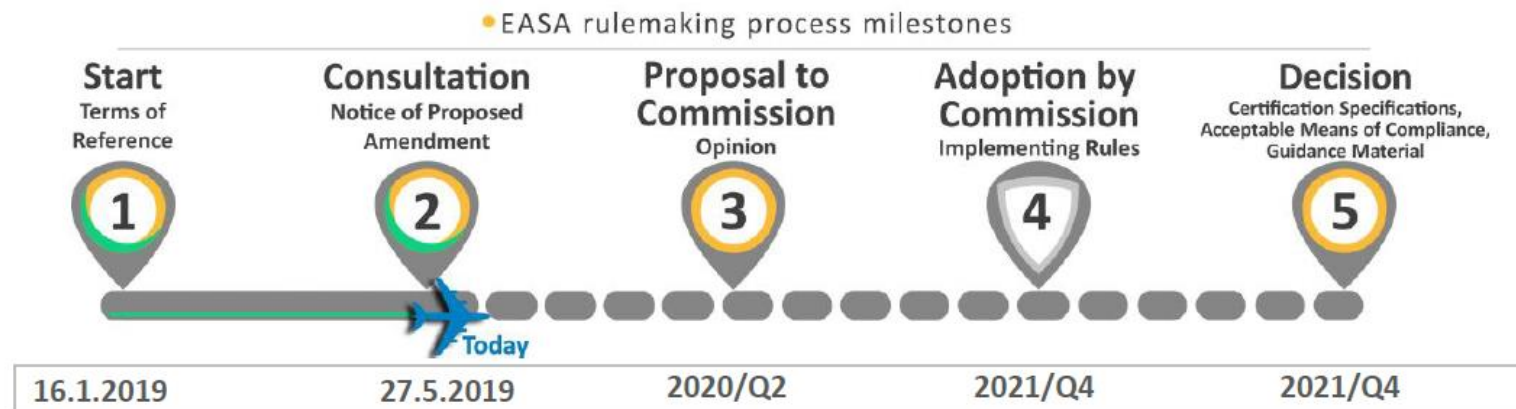 EASA rulemaking process milestones
Start
Terms of
Reference
1
Consultation
Notice of Proposed
Amendment
2
Proposal to
Commission
Opinion
3
Adoption by
Commission
Implementing Rules
4
Decision
Certification Specifications,
Acceptable Means of Compliance,
Guidance Material
5
Today
16.1.2019
27.5.2019
2020/Q2
2021/Q4
2021/Q4